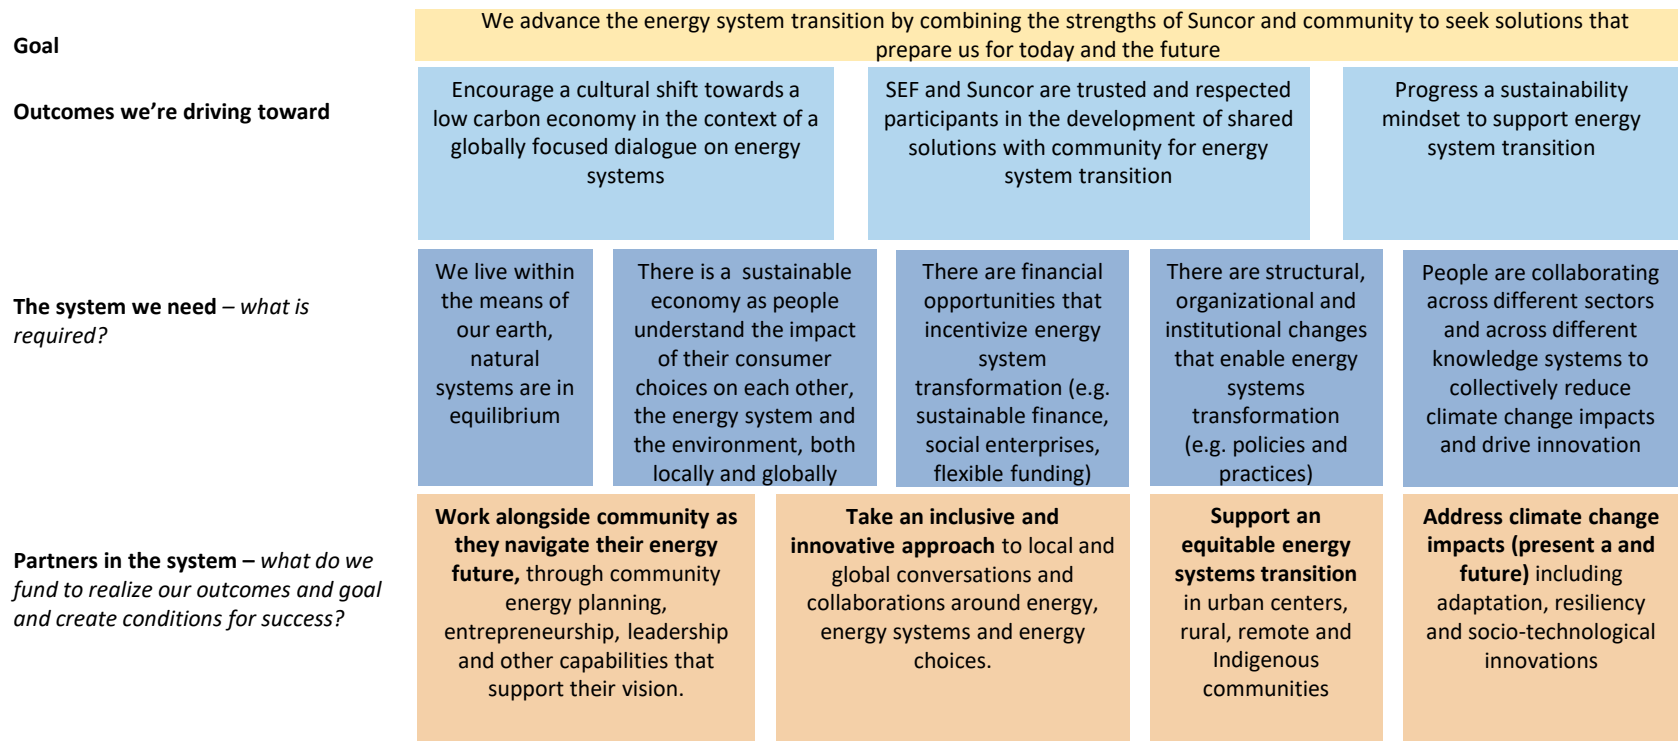 Goal
We advance the energy system transition by combining the strengths of Suncor and community to seek solutions that
prepare us for today and the future
Outcomes we're driving toward
Encourage a cultural shift towards a
low carbon economy in the context of a
globally focused dialogue on energy
systems
SEF and Suncor are trusted and respected
participants in the development of shared
solutions with community for energy
system transition
Progress a sustainability
mindset to support energy
system transition
The system we need – what is
required?
We live within
the means of
our earth,
natural
systems are in
equilibrium
There is a  sustainable
economy as people
understand the impact
of their consumer
choices on each other,
the energy system and
the environment, both
locally and globally
There are financial
opportunities that
incentivize energy
system
transformation (e.g.
sustainable finance,
social enterprises,
flexible funding)
There are structural,
organizational and
institutional changes
that enable energy
systems
transformation
(e.g. policies and
practices)
People are collaborating
across different sectors
and across different
knowledge systems to
collectively reduce
climate change impacts
and drive innovation
Partners in the system – what do we
fund to realize our outcomes and goal
and create conditions for success?
Work alongside community as
they navigate their energy
future, through community
energy planning,
entrepreneurship, leadership
and other capabilities that
support their vision.
Take an inclusive and
innovative approach to local and
global conversations and
collaborations around energy,
energy systems and energy
choices.
Support an
equitable energy
systems transition
in urban centers,
rural, remote and
Indigenous
communities
Address climate change
impacts (present a and
future) including
adaptation, resiliency
and socio-technological
innovations